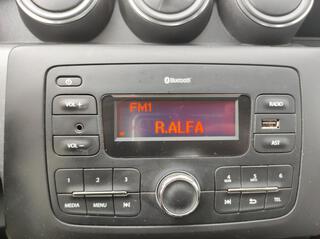 Bluetooth
VOL +
FM1
RADIO
R.ALFA
VOL –
AST
1 2 3
4 5 6
MEDIA MENU
TEL